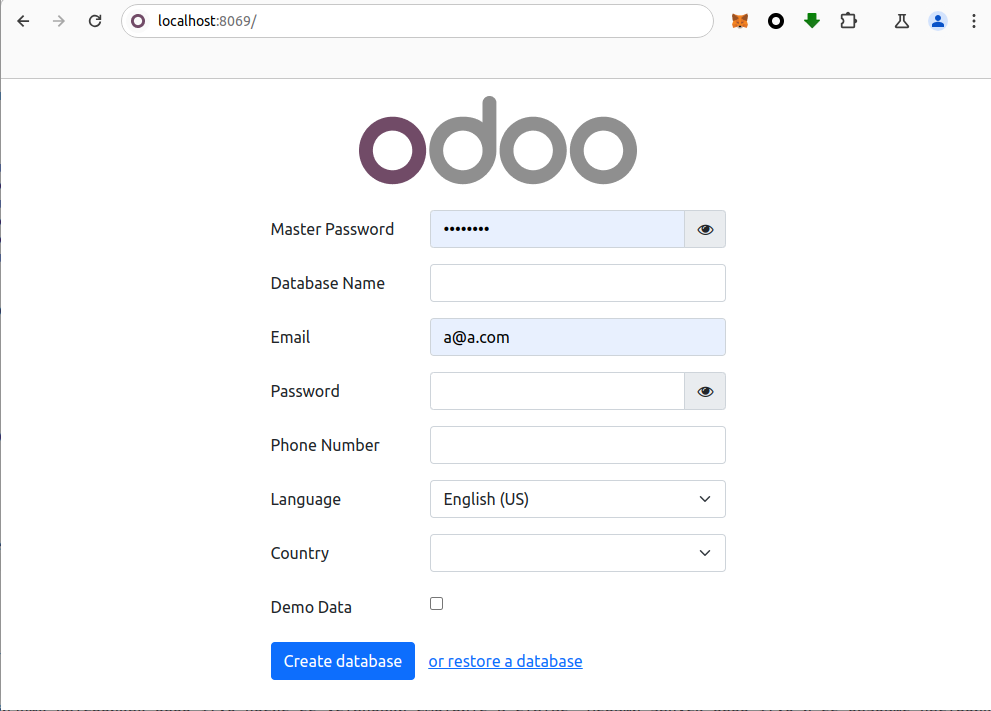 localhost:8069/
odoo
Master Password ••••••••
Database Name
Email a@a.com
Password
Phone Number
Language English (US)
Country
Demo Data
Create database or restore a database